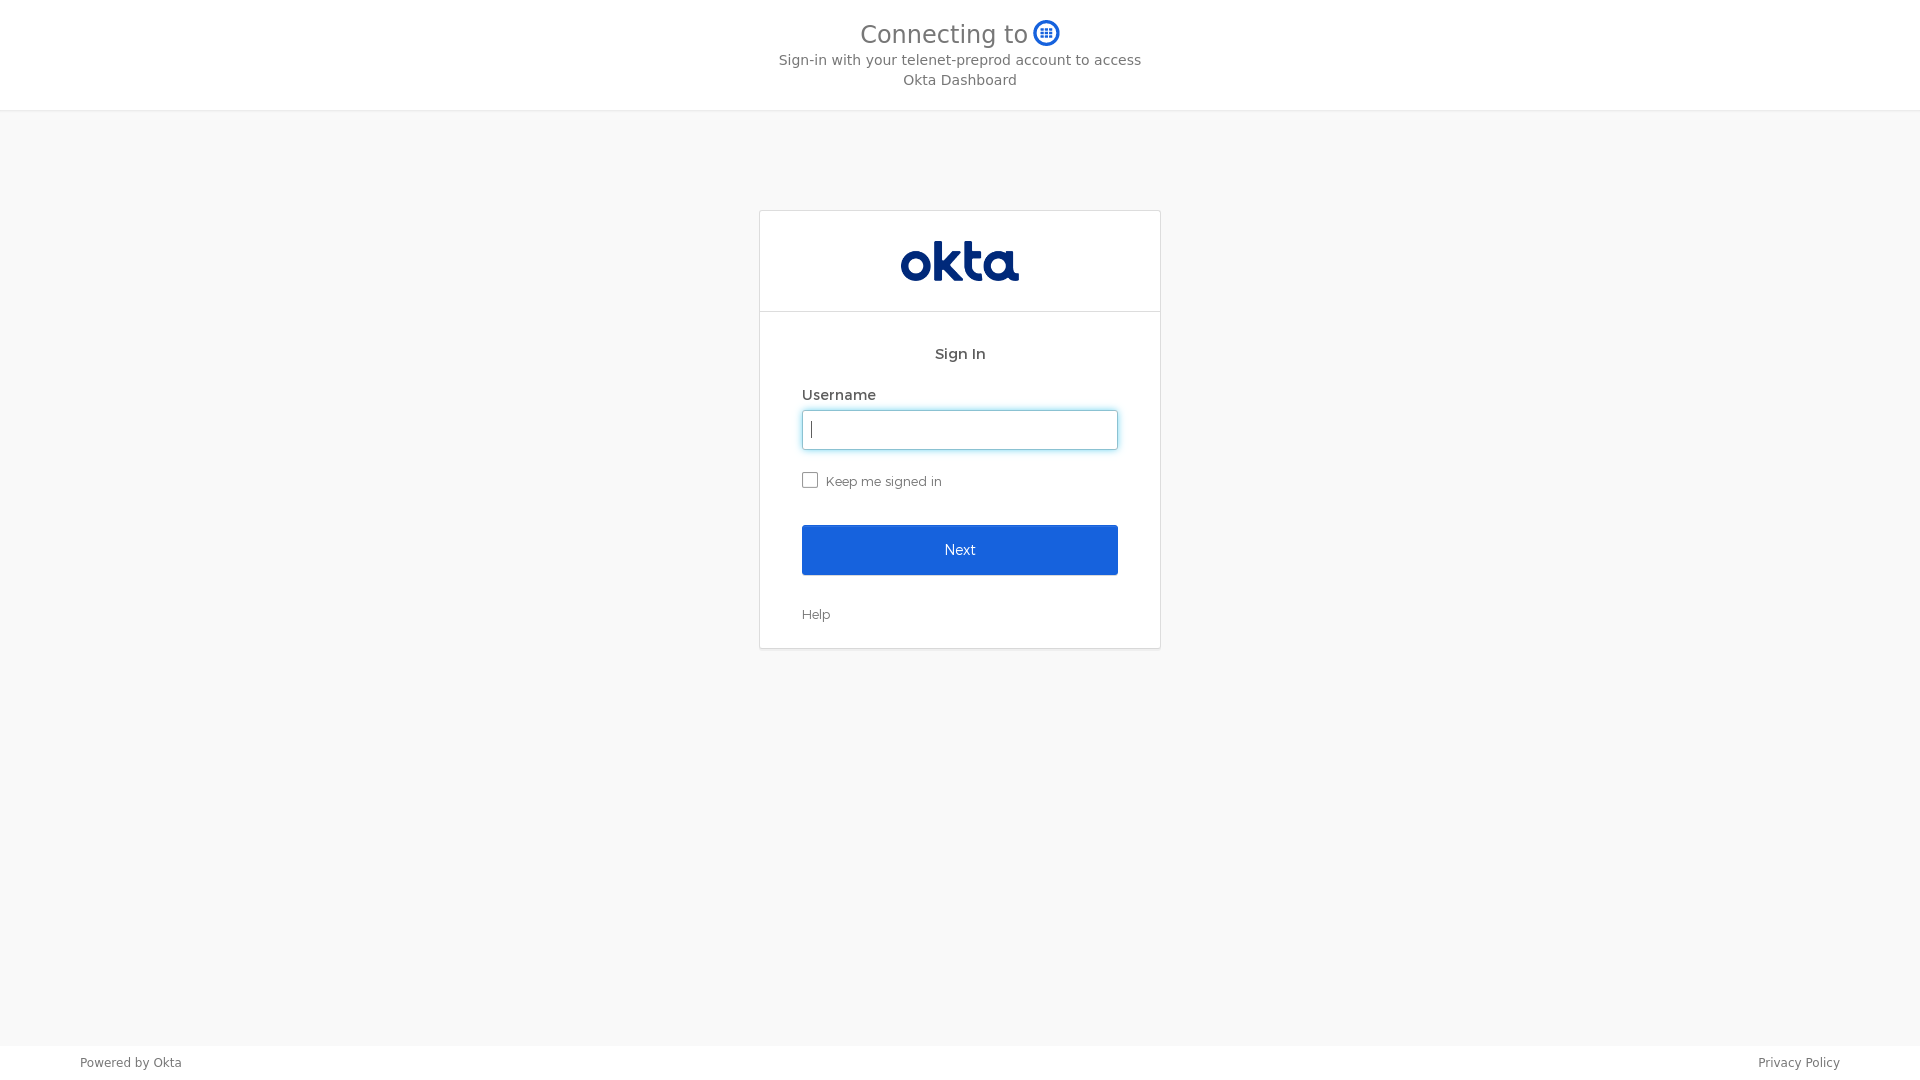 Connecting to
Sign-in with your telenet-preprod account to access
Okta Dashboard
okta
Sign In
Username
Keep me signed in
Next
Help
Powered by Okta
Privacy Policy